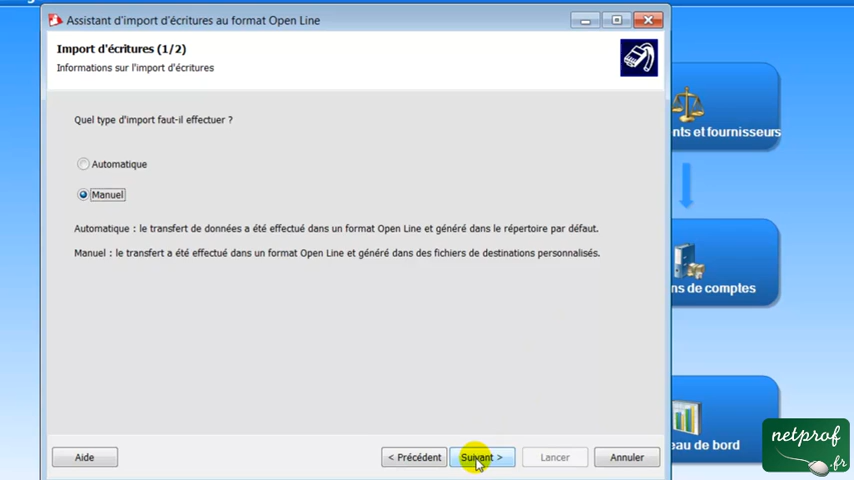 Assistant d'import d'écritures au format Open Line
Import d'écritures (1/2)
Informations sur l'import d'écritures
Quel type d'import faut-il effectuer ?
Automatique
Manuel
Automatique : le transfert de données a été effectué dans un format Open Line et généré dans le répertoire par défaut.
Manuel : le transfert a été effectué dans un format Open Line et généré dans des fichiers de destinations personnalisés.
Aide
< Précédent
Suivant >
Lancer
Annuler
nts et fournisseurs
ns de comptes
eau de bord
netprof
.fr